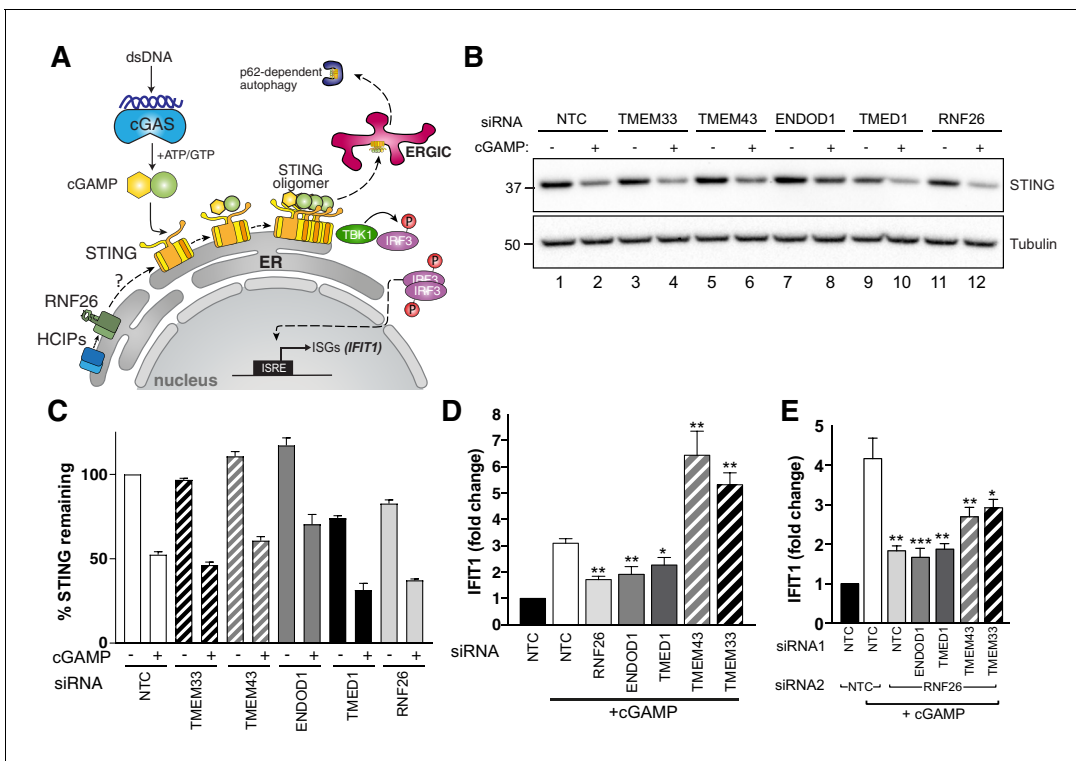 A
dsDNA
cGAS
+ATP/GTP
cGAMP
STING
?
RNF26
HCIPs
p62-dependent
autophagy
ERGIC
STING
oligomer
TBK1
P
IRF3
ER
P
IRF3
IRF3
P
ISGs (IFIT1)
ISRE
nucleus
B
siRNA NTC TMEM33 TMEM43 ENDOD1 TMED1 RNF26
cGAMP: - + - + - + - + - + - +
37 STING
50 Tubulin
1 2 3 4 5 6 7 8 9 10 11 12
C
% STING remaining
100
50
0
cGAMP - + - + - + - + - + - +
siRNA NTC TMEM33 TMEM43 ENDOD1 TMED1 RNF26
D
IFIT1 (fold change)
8
7
6
5
4
3
2
1
0
** ** * ** **
siRNA NTC NTC RNF26 ENDOD1 TMED1 TMEM43 TMEM33
+cGAMP
E
IFIT1 (fold change)
5
4
3
2
1
0
** *** ** ** *
siRNA1 NTC NTC NTC ENDOD1 TMED1 TMEM43 TMEM33
siRNA2 NTC RNF26
+ cGAMP